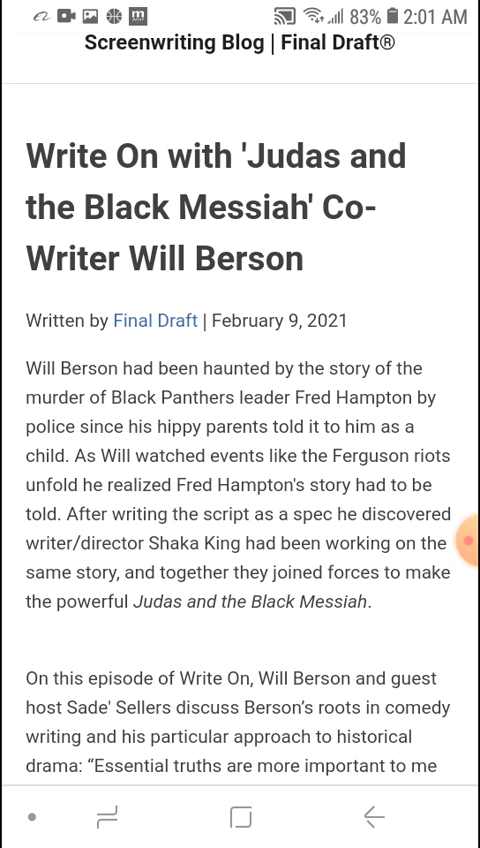 83% 2:01 AM
Screenwriting Blog | Final Draft®
Write On with 'Judas and
the Black Messiah' Co-
Writer Will Berson
Written by Final Draft | February 9, 2021
Will Berson had been haunted by the story of the
murder of Black Panthers leader Fred Hampton by
police since his hippy parents told it to him as a
child. As Will watched events like the Ferguson riots
unfold he realized Fred Hampton's story had to be
told. After writing the script as a spec he discovered
writer/director Shaka King had been working on the
same story, and together they joined forces to make
the powerful Judas and the Black Messiah.
On this episode of Write On, Will Berson and guest
host Sade' Sellers discuss Berson’s roots in comedy
writing and his particular approach to historical
drama: “Essential truths are more important to me